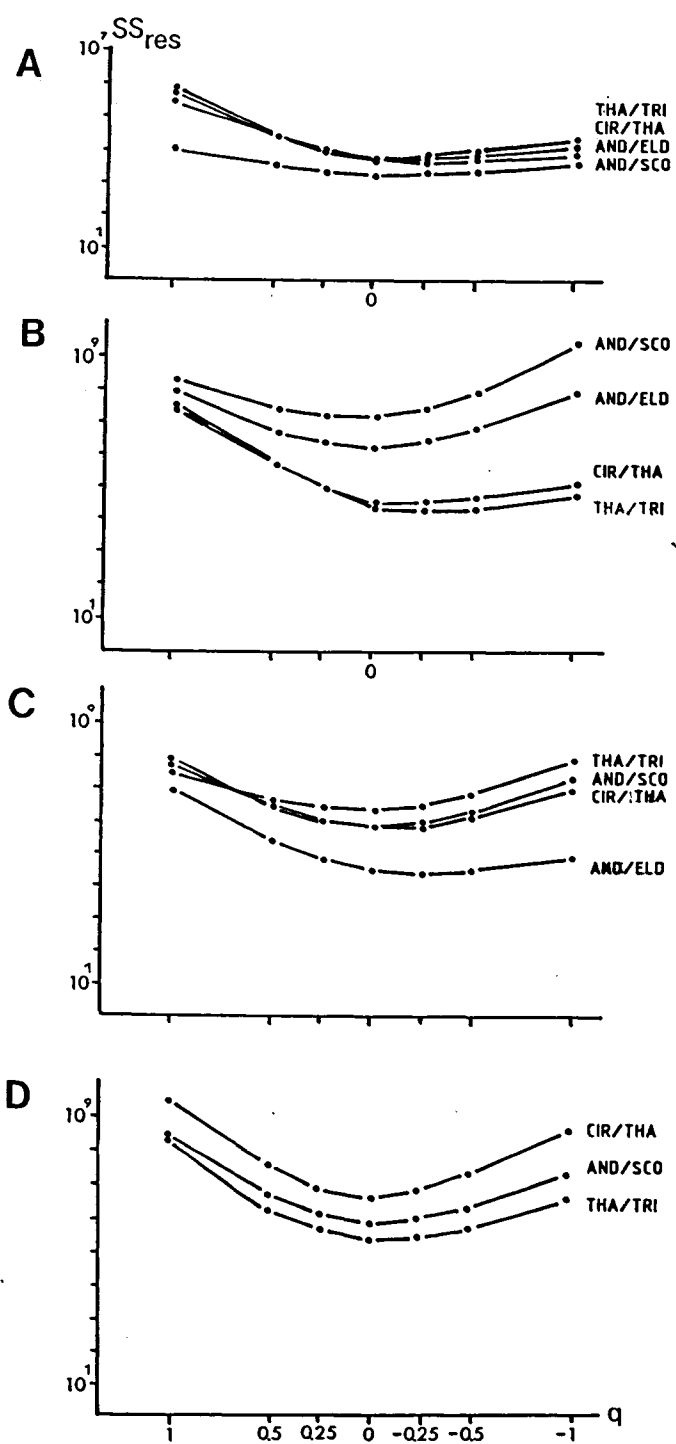 10⁷ SSres
A
THA/TRI
CIR/THA
AND/ELD
AND/SCO
10¹
0
B
10⁹
AND/SCO
AND/ELD
CIR/THA
THA/TRI
10¹
0
C
10⁹
THA/TRI
AND/SCO
CIR/THA
AND/ELD
10¹
D
10⁹
CIR/THA
AND/SCO
THA/TRI
10¹
1 0,5 0,25 0 -0,25 -0,5 -1 q